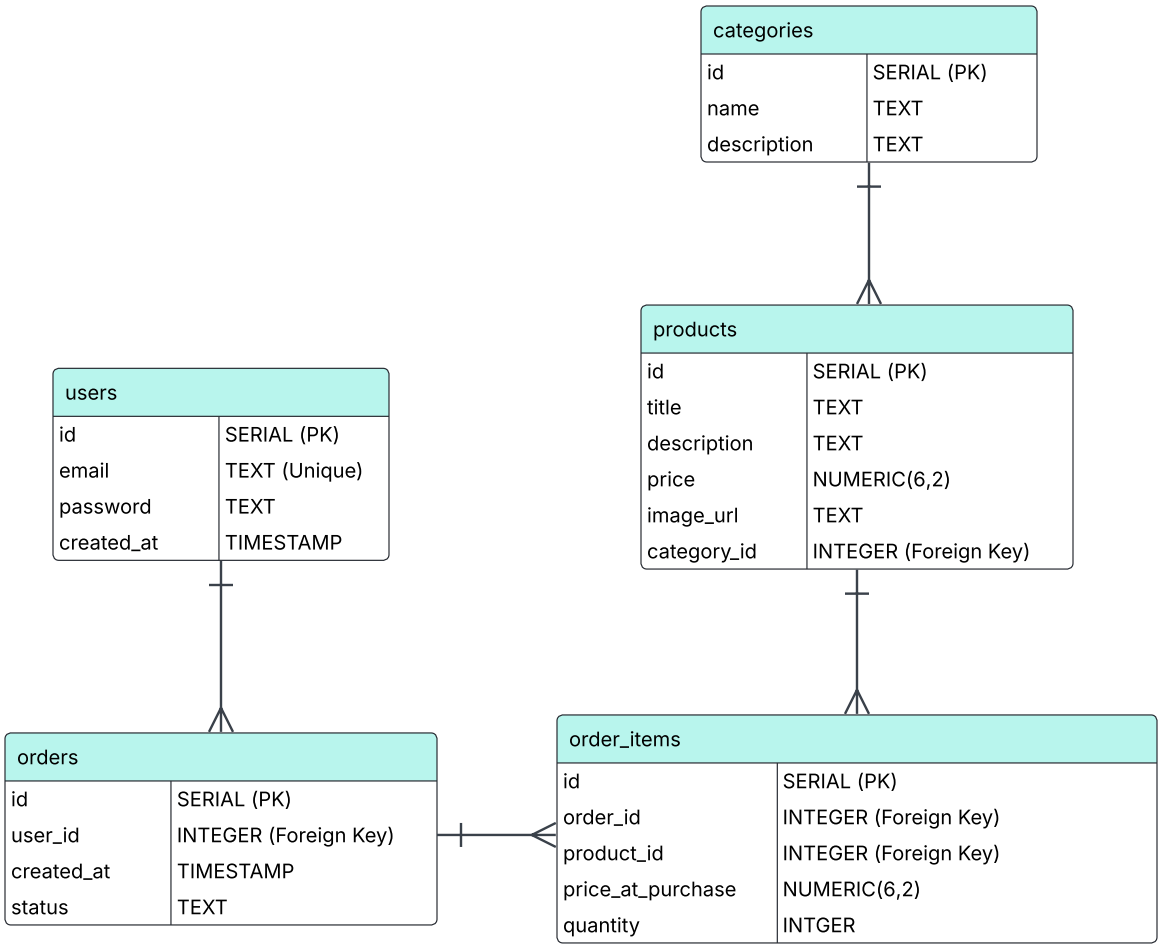 categories
id SERIAL (PK)
name TEXT
description TEXT
products
id SERIAL (PK)
title TEXT
description TEXT
price NUMERIC(6,2)
image_url TEXT
category_id INTEGER (Foreign Key)
users
id SERIAL (PK)
email TEXT (Unique)
password TEXT
created_at TIMESTAMP
orders
id SERIAL (PK)
user_id INTEGER (Foreign Key)
created_at TIMESTAMP
status TEXT
order_items
id SERIAL (PK)
order_id INTEGER (Foreign Key)
product_id INTEGER (Foreign Key)
price_at_purchase NUMERIC(6,2)
quantity INTGER